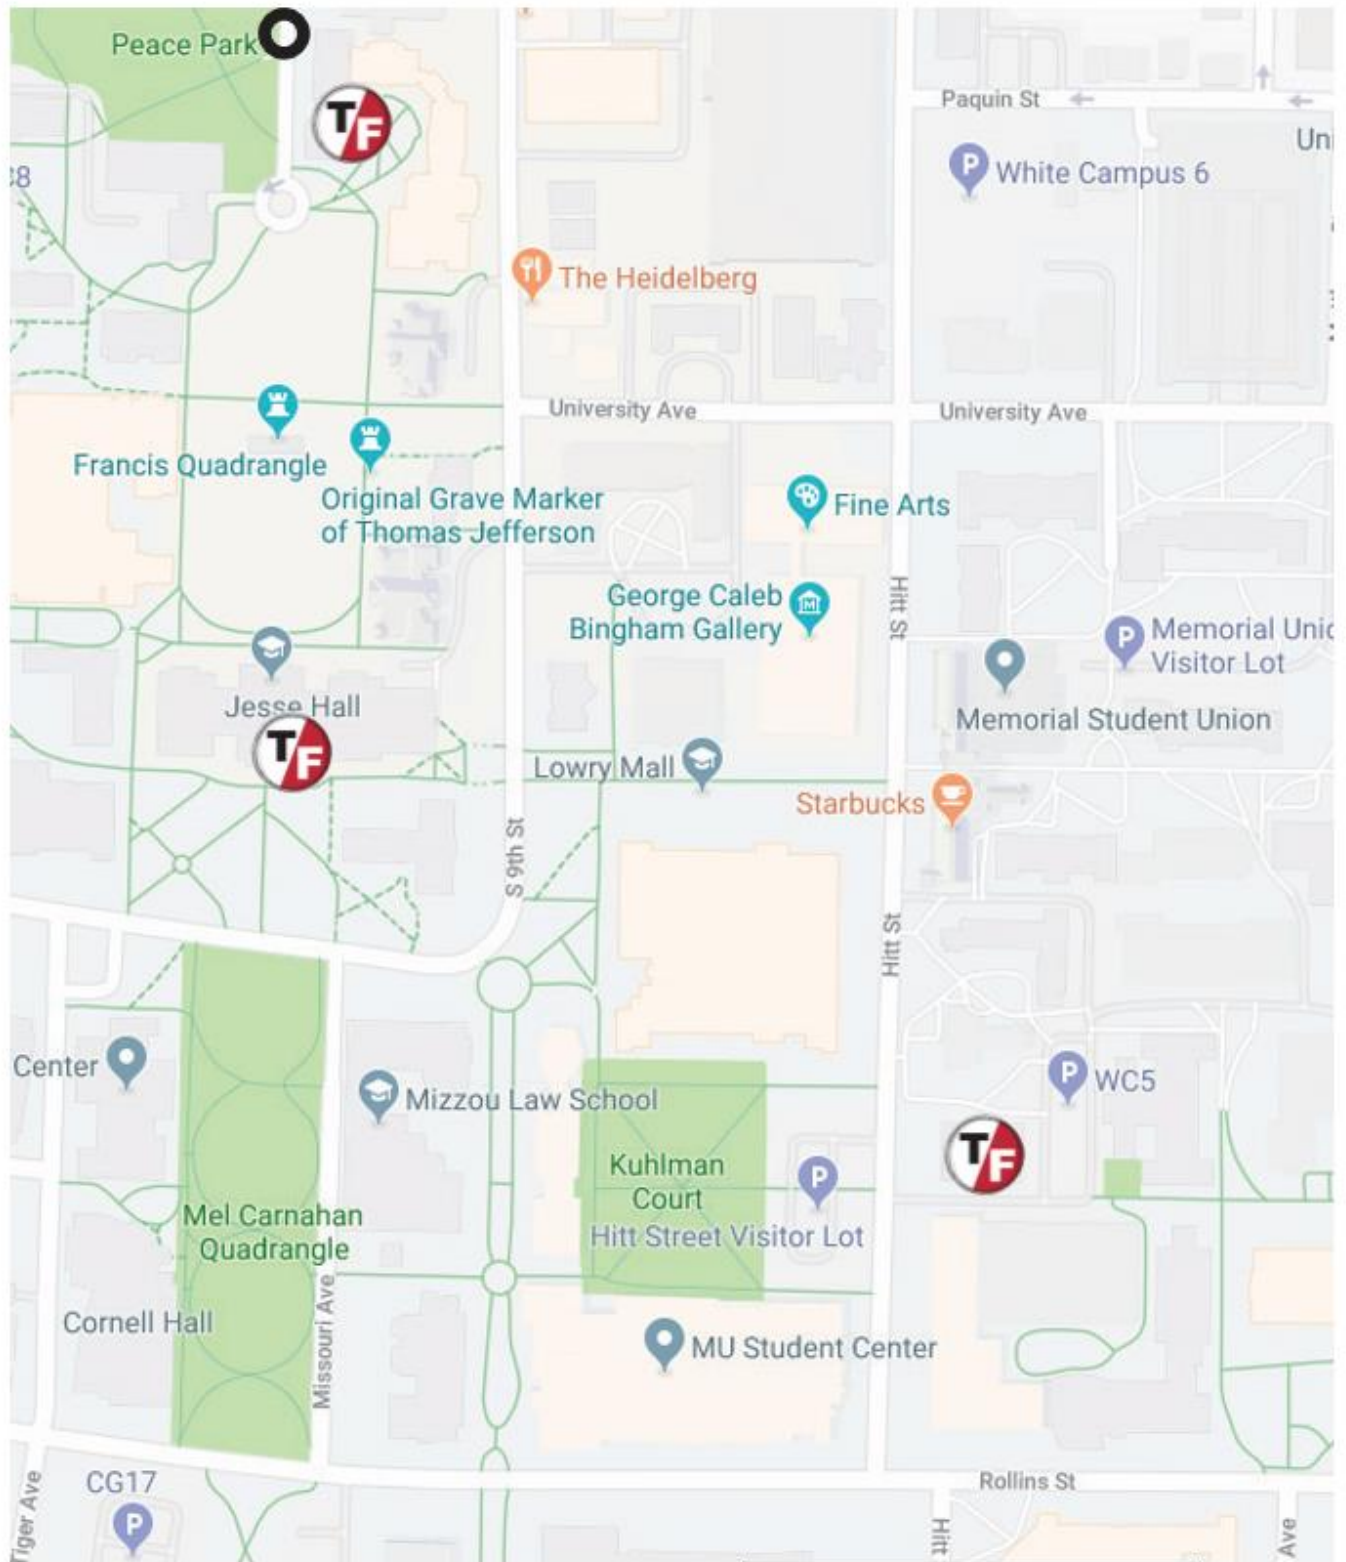 Peace Park
T/F
Paquin St
Uni
White Campus 6
38
The Heidelberg
University Ave
University Ave
Francis Quadrangle
Original Grave Marker
of Thomas Jefferson
Fine Arts
Hitt St
George Caleb
Bingham Gallery
Memorial Unio
Visitor Lot
Jesse Hall
T/F
Memorial Student Union
Lowry Mall
Starbucks
S 9th St
Hitt St
Center
Mizzou Law School
WC5
T/F
Kuhlman
Court
Mel Carnahan
Quadrangle
Hitt Street Visitor Lot
Cornell Hall
Missouri Ave
MU Student Center
Rollins St
CG17
Tiger Ave
Hitt
Ave